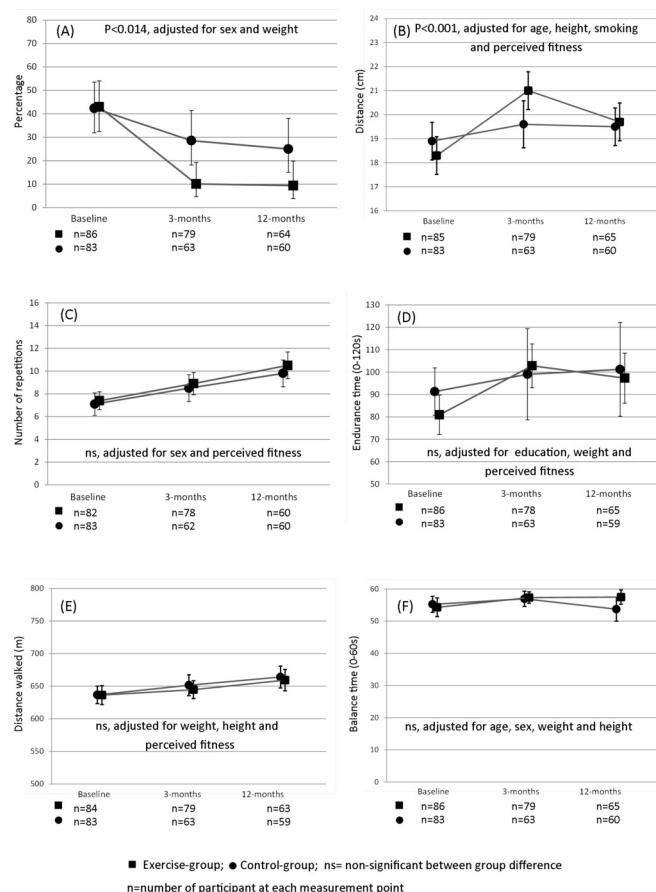 (A)
P<0.014, adjusted for sex and weight
Percentage
80
70
60
50
40
30
20
10
0
Baseline 3-months 12-months
■ n=86 n=79 n=64
● n=83 n=63 n=60
(B)
P<0.001, adjusted for age, height, smoking
and perceived fitness
Distance (cm)
26
25
24
23
22
21
20
19
18
17
16
Baseline 3-months 12-months
■ n=85 n=79 n=65
● n=83 n=63 n=60
(C)
Number of repetitions
16
14
12
10
8
6
4
2
0
ns, adjusted for sex and perceived fitness
Baseline 3-months 12-months
■ n=82 n=78 n=60
● n=83 n=62 n=60
(D)
Endurance time (0-120s)
130
120
110
100
90
80
70
60
50
ns, adjusted for education, weight and
perceived fitness
Baseline 3-months 12-months
■ n=86 n=78 n=65
● n=83 n=63 n=59
(E)
Distance walked (m)
800
750
700
650
600
550
500
ns, adjusted for weight, height and
perceived fitness
Baseline 3-months 12-months
■ n=84 n=79 n=63
● n=83 n=63 n=59
(F)
Balance time (0-60s)
60
50
40
30
20
10
0
ns, adjusted for age, sex, weight and height
Baseline 3-months 12-months
■ n=86 n=79 n=65
● n=83 n=63 n=60
■ Exercise-group; ● Control-group; ns= non-significant between group difference
n=number of participant at each measurement point